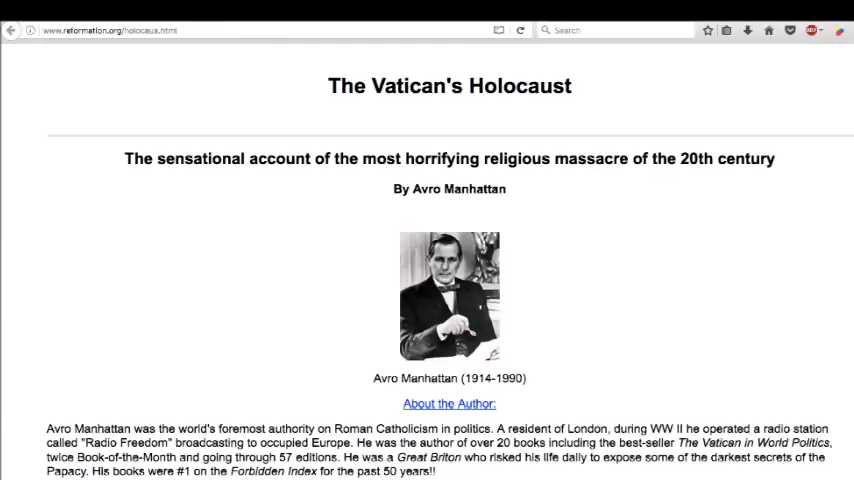 www.reformation.org/holocaus.html
Search
The Vatican's Holocaust
The sensational account of the most horrifying religious massacre of the 20th century
By Avro Manhattan
Avro Manhattan (1914-1990)
About the Author:
Avro Manhattan was the world's foremost authority on Roman Catholicism in politics. A resident of London, during WW II he operated a radio station
called "Radio Freedom" broadcasting to occupied Europe. He was the author of over 20 books including the best-seller The Vatican in World Politics,
twice Book-of-the-Month and going through 57 editions. He was a Great Briton who risked his life daily to expose some of the darkest secrets of the
Papacy. His books were #1 on the Forbidden Index for the past 50 years!!